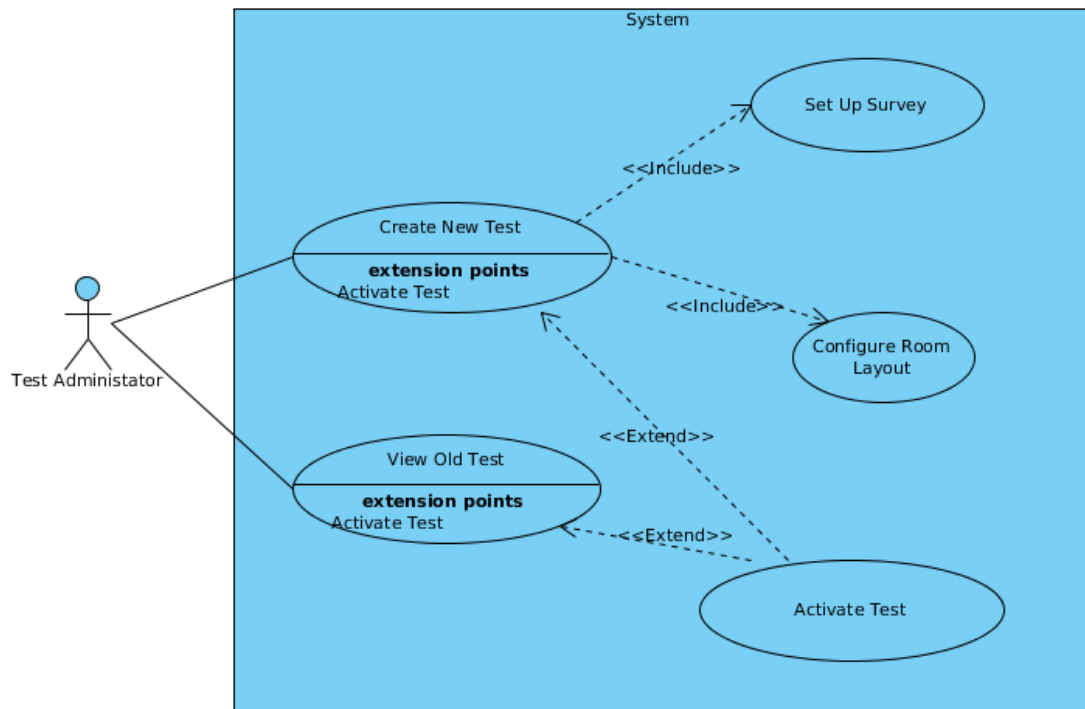 System
Set Up Survey
<<Include>>
Create New Test
extension points
Activate Test
<<Include>>
Configure Room
Layout
Test Administator
<<Extend>>
View Old Test
extension points
Activate Test
<<Extend>>
Activate Test